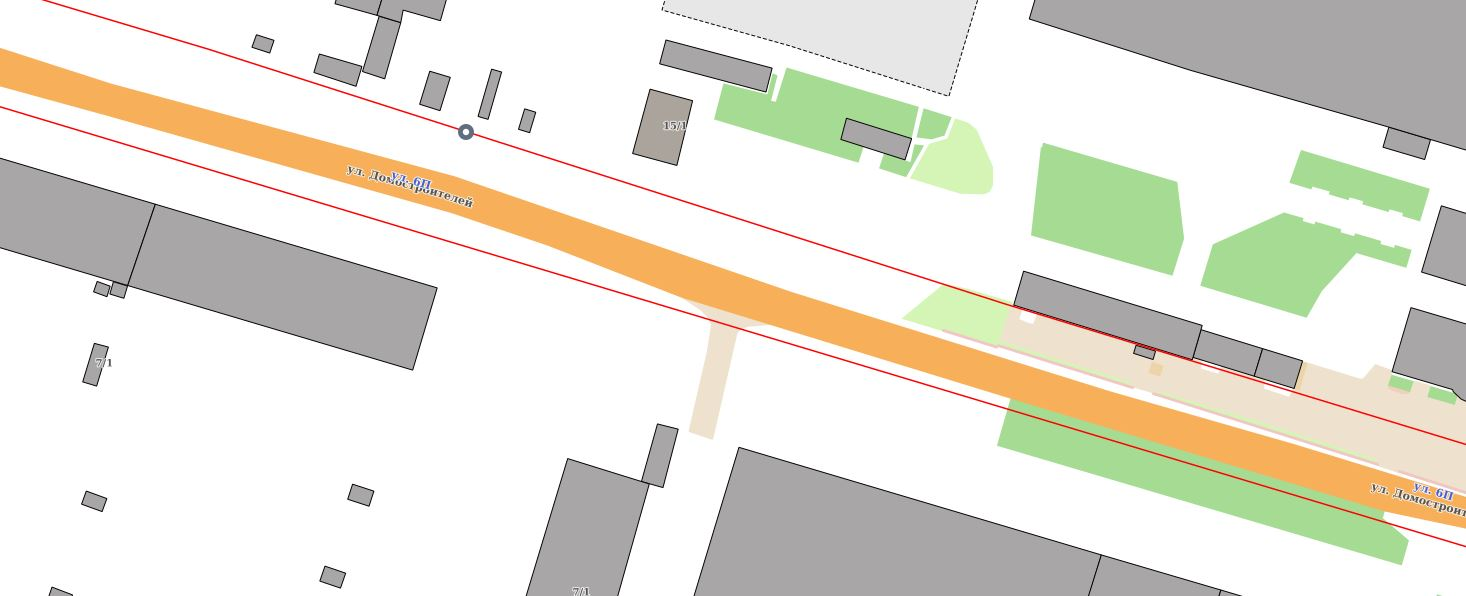 15/1
ул. 6П
ул. Домостроителей
7/1
ул. 6П
ул. Домостроит
7/1